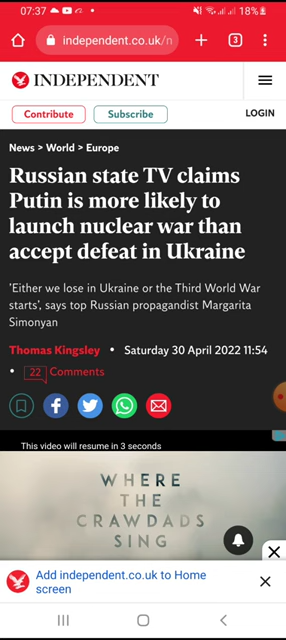 07:37
18%
independent.co.uk/n
3
INDEPENDENT
Contribute
Subscribe
LOGIN
News > World > Europe
Russian state TV claims
Putin is more likely to
launch nuclear war than
accept defeat in Ukraine
'Either we lose in Ukraine or the Third World War
starts', says top Russian propagandist Margarita
Simonyan
Thomas Kingsley • Saturday 30 April 2022 11:54
• 22 Comments
This video will resume in 3 seconds
WHERE
THE
CRAWDADS
SING
Add independent.co.uk to Home
screen